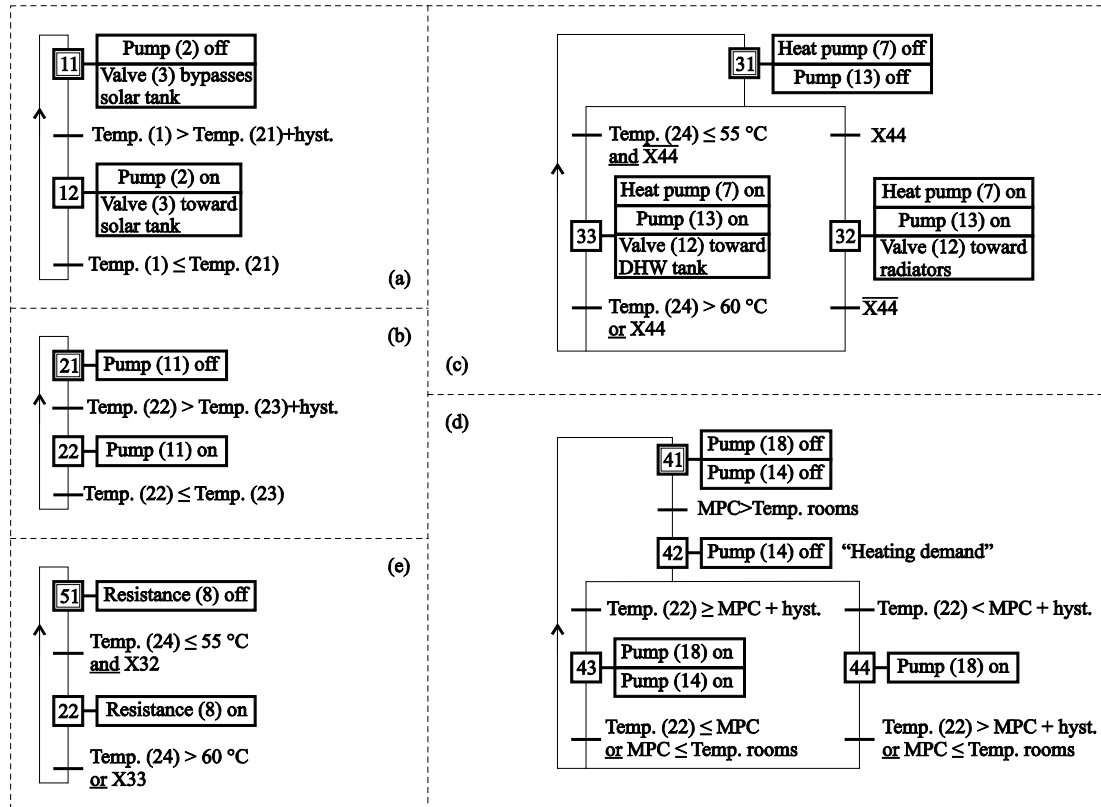 11
Pump (2) off
Valve (3) bypasses
solar tank
Temp. (1) > Temp. (21)+hyst.
12
Pump (2) on
Valve (3) toward
solar tank
Temp. (1) ≤ Temp. (21)
(a)
(b)
21
Pump (11) off
Temp. (22) > Temp. (23)+hyst.
22
Pump (11) on
Temp. (22) ≤ Temp. (23)
(e)
51
Resistance (8) off
Temp. (24) ≤ 55 °C
and X32
22
Resistance (8) on
Temp. (24) > 60 °C
or X33
31
Heat pump (7) off
Pump (13) off
Temp. (24) ≤ 55 °C
and X̅4̅4̅
X44
33
Heat pump (7) on
Pump (13) on
Valve (12) toward
DHW tank
32
Heat pump (7) on
Pump (13) on
Valve (12) toward
radiators
Temp. (24) > 60 °C
or X44
X̅4̅4̅
(c)
(d)
41
Pump (18) off
Pump (14) off
MPC>Temp. rooms
42
Pump (14) off
“Heating demand”
Temp. (22) ≥ MPC + hyst.
Temp. (22) < MPC + hyst.
43
Pump (18) on
Pump (14) on
44
Pump (18) on
Temp. (22) ≤ MPC
or MPC ≤ Temp. rooms
Temp. (22) > MPC + hyst.
or MPC ≤ Temp. rooms